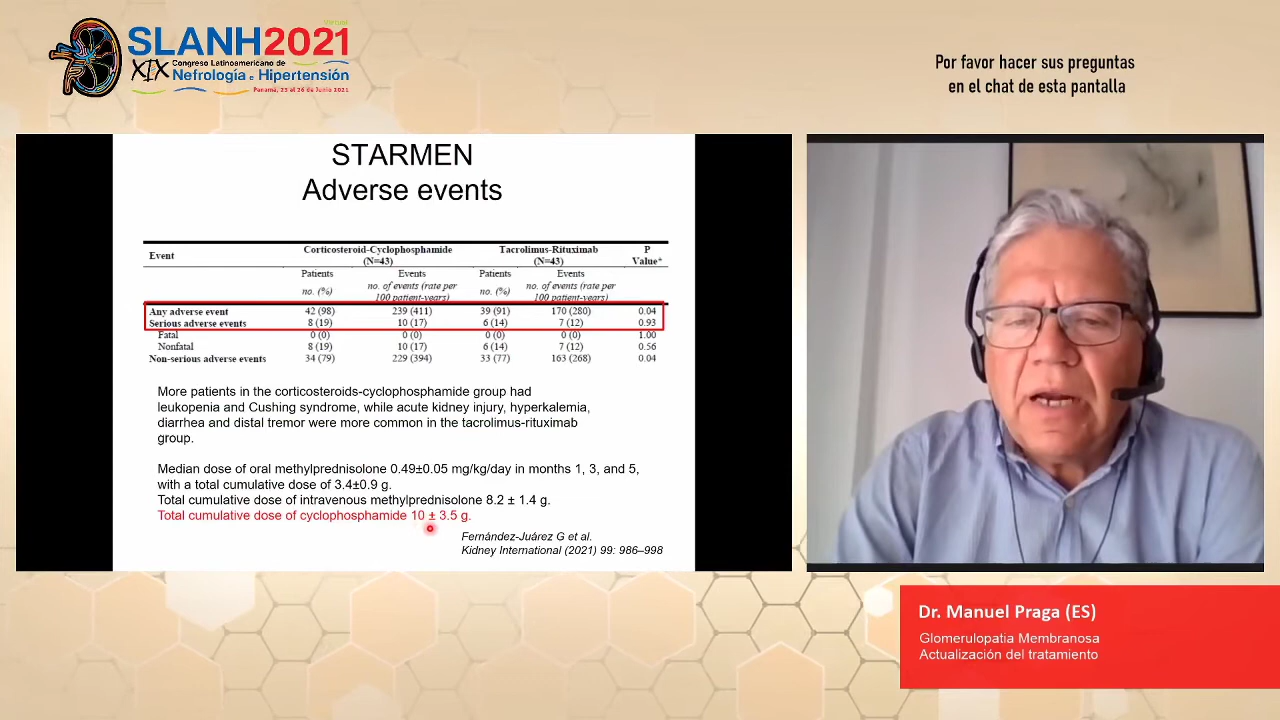 VIRTUAL
SLANH2021
XIX
Congreso Latinoamericano de
Nefrología e Hipertensión
Panamá, 23 al 26 de Junio 2021
Por favor hacer sus preguntas
en el chat de esta pantalla
STARMEN
Adverse events
Event Corticosteroid-Cyclophosphamide (N=43) Tacrolimus-Rituximab (N=43) P Value*
Patients Events Patients Events
no. (%) no. of events (rate per 100 patient-years) no. (%) no. of events (rate per 100 patient-years)
Any adverse event 42 (98) 239 (411) 39 (91) 170 (280) 0.04
Serious adverse events 8 (19) 10 (17) 6 (14) 7 (12) 0.93
Fatal 0 (0) 0 (0) 0 (0) 0 (0) 1.00
Nonfatal 8 (19) 10 (17) 6 (14) 7 (12) 0.56
Non-serious adverse events 34 (79) 229 (394) 33 (77) 163 (268) 0.04
More patients in the corticosteroids-cyclophosphamide group had
leukopenia and Cushing syndrome, while acute kidney injury, hyperkalemia,
diarrhea and distal tremor were more common in the tacrolimus-rituximab
group.
Median dose of oral methylprednisolone 0.49±0.05 mg/kg/day in months 1, 3, and 5,
with a total cumulative dose of 3.4±0.9 g.
Total cumulative dose of intravenous methylprednisolone 8.2 ± 1.4 g.
Total cumulative dose of cyclophosphamide 10 ± 3.5 g.
Fernández-Juárez G et al.
Kidney International (2021) 99: 986–998
Dr. Manuel Praga (ES)
Glomerulopatia Membranosa
Actualización del tratamiento